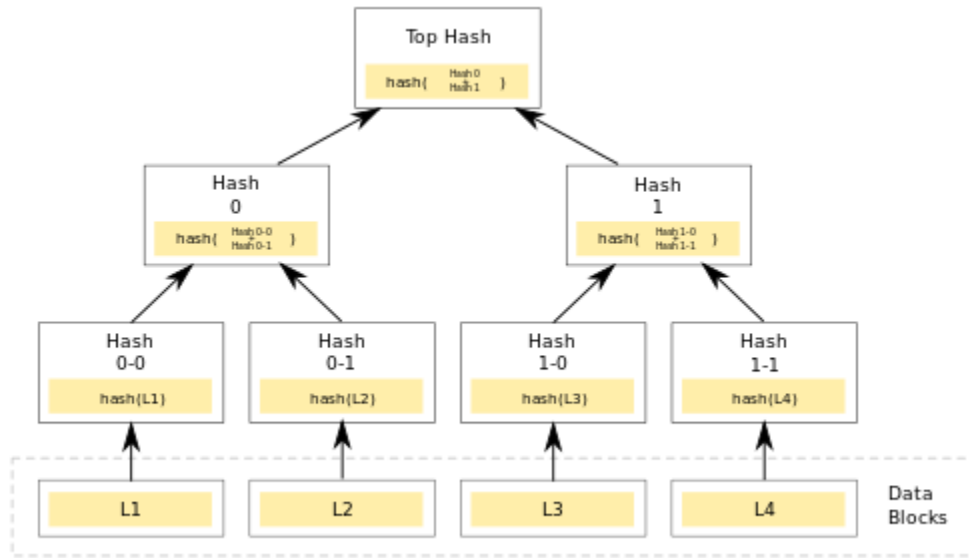 Top Hash
hash( Hash 0 + Hash 1 )
Hash
0
hash( Hash 0-0 + Hash 0-1 )
Hash
1
hash( Hash 1-0 + Hash 1-1 )
Hash
0-0
hash(L1)
Hash
0-1
hash(L2)
Hash
1-0
hash(L3)
Hash
1-1
hash(L4)
L1
L2
L3
L4
Data
Blocks